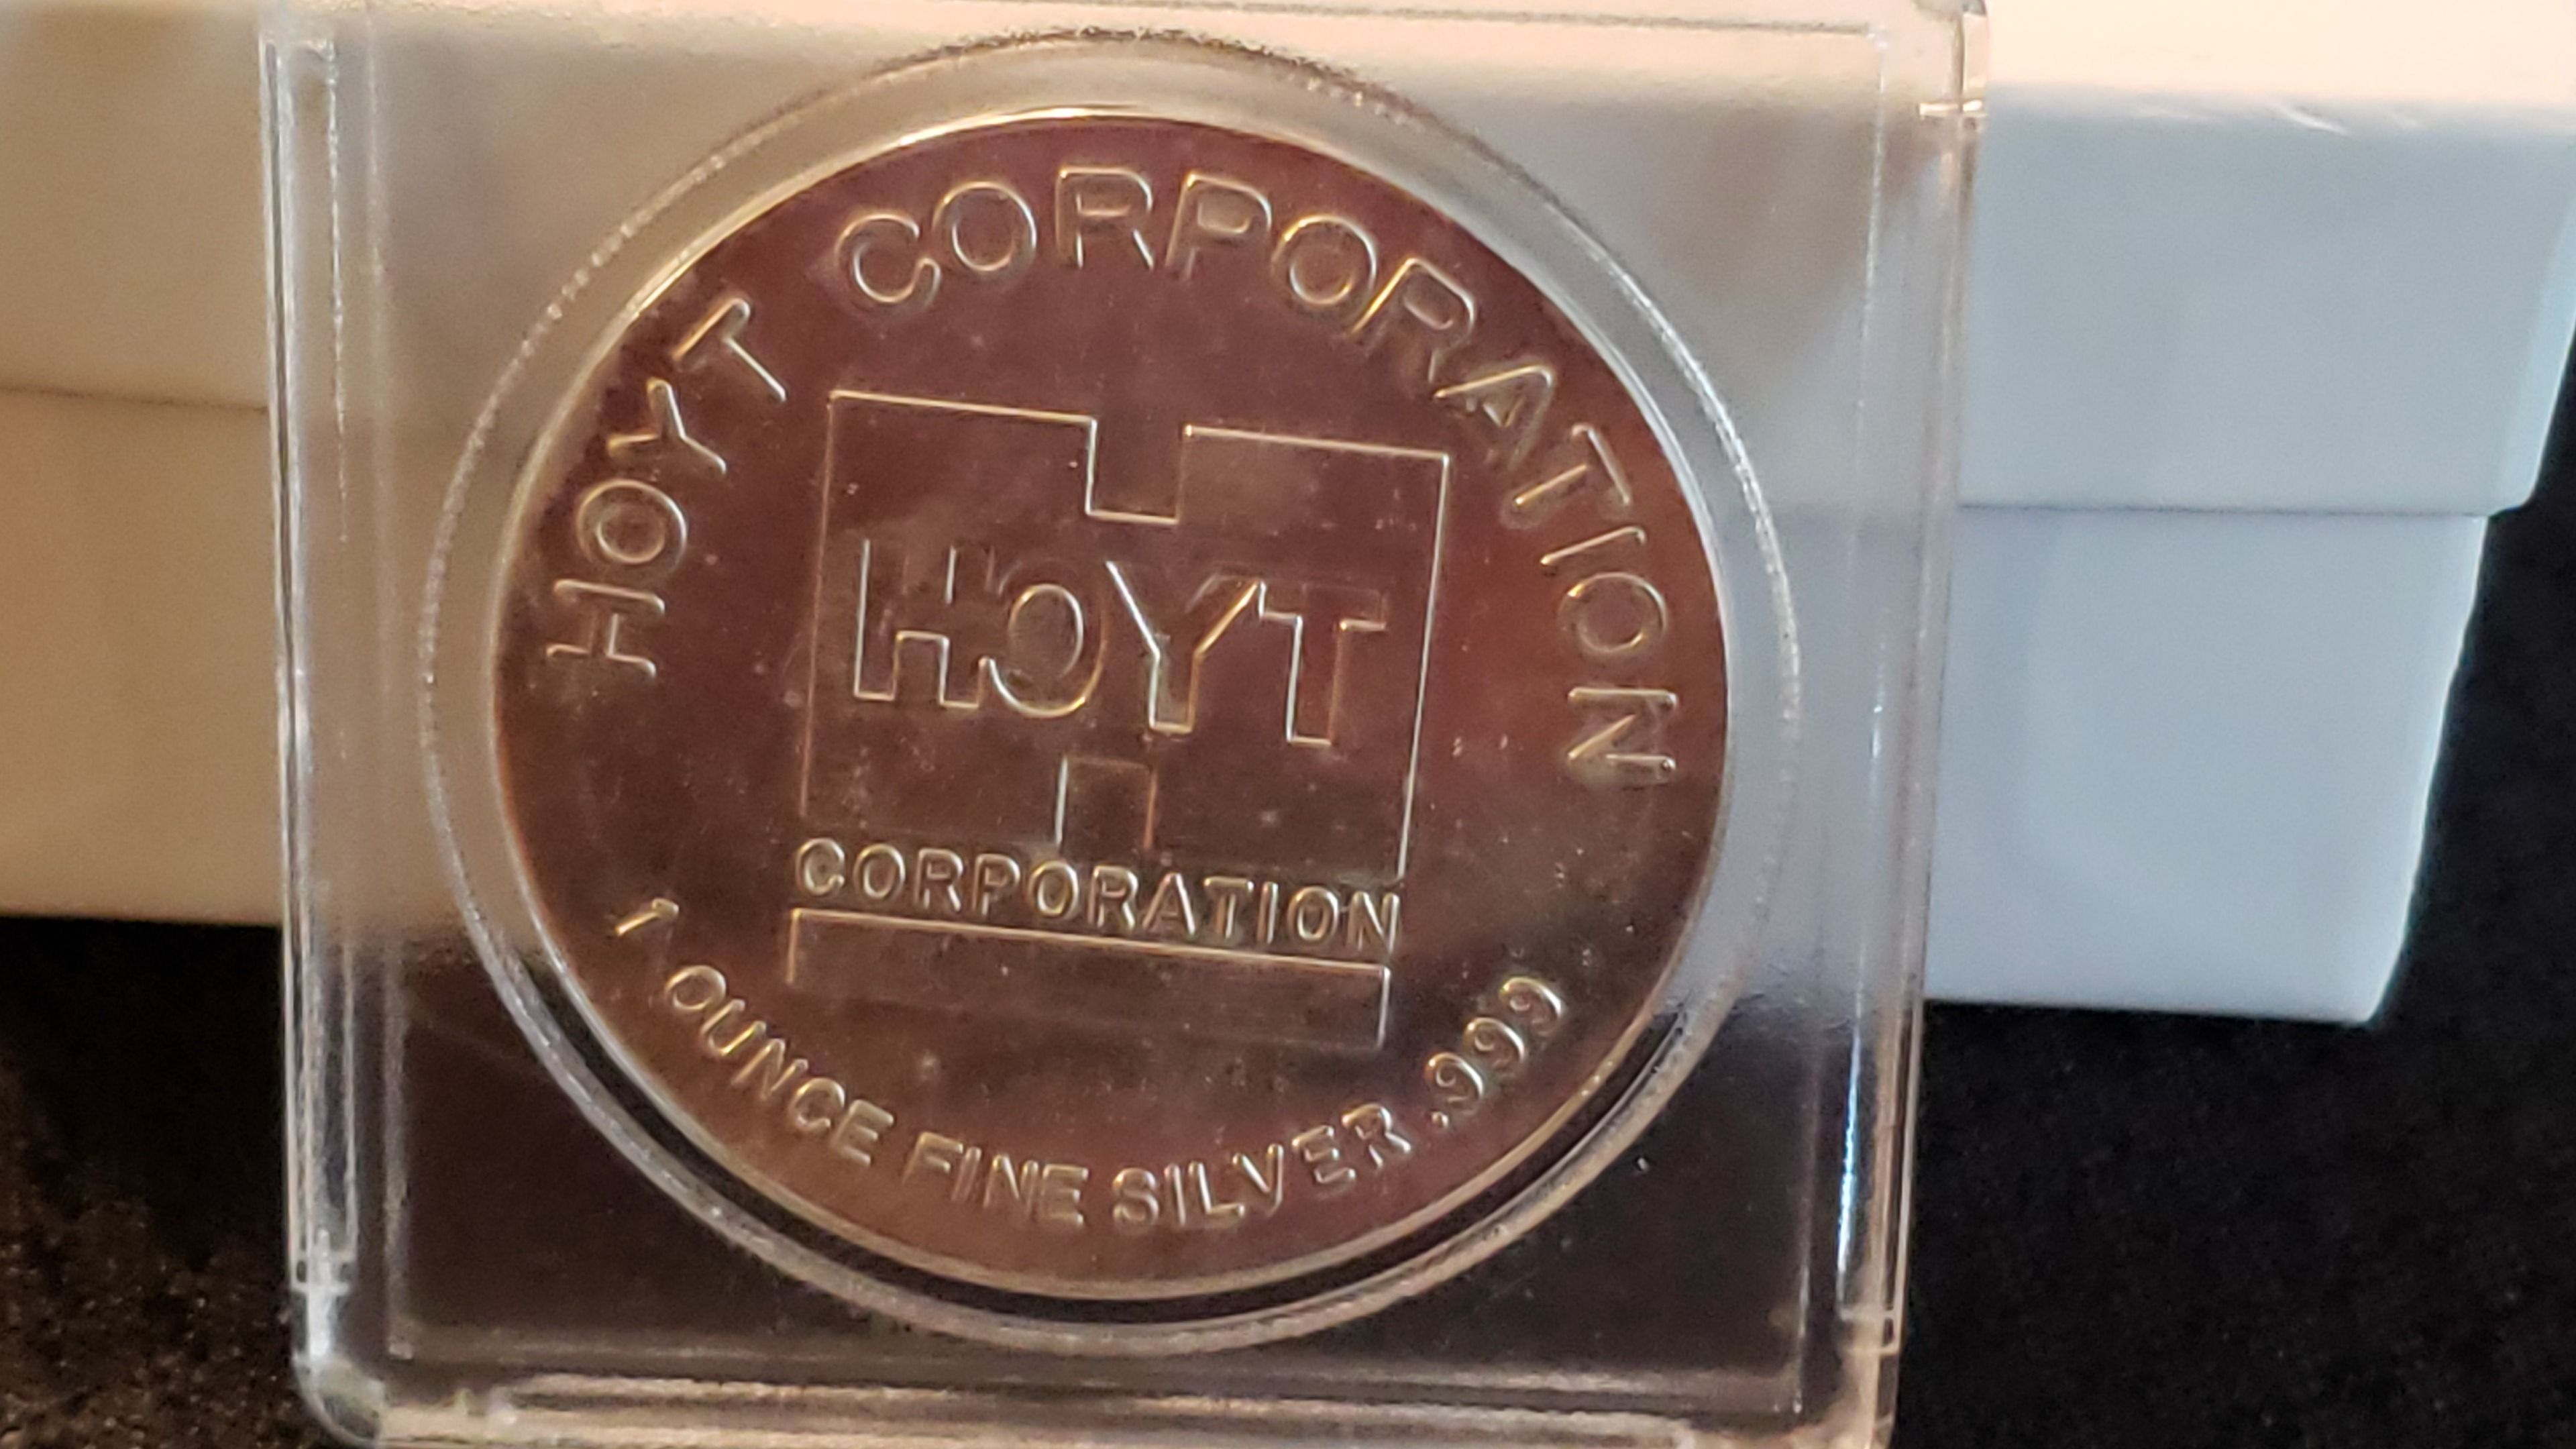 HOYT CORPORATION
HOYT
CORPORATION
1 OUNCE FINE SILVER .999